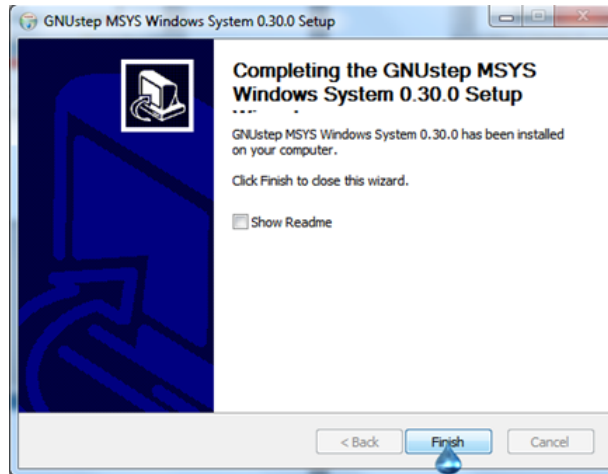 GNUstep MSYS Windows System 0.30.0 Setup
Completing the GNUstep MSYS
Windows System 0.30.0 Setup
GNUstep MSYS Windows System 0.30.0 has been installed
on your computer.
Click Finish to close this wizard.
Show Readme
< Back Finish Cancel